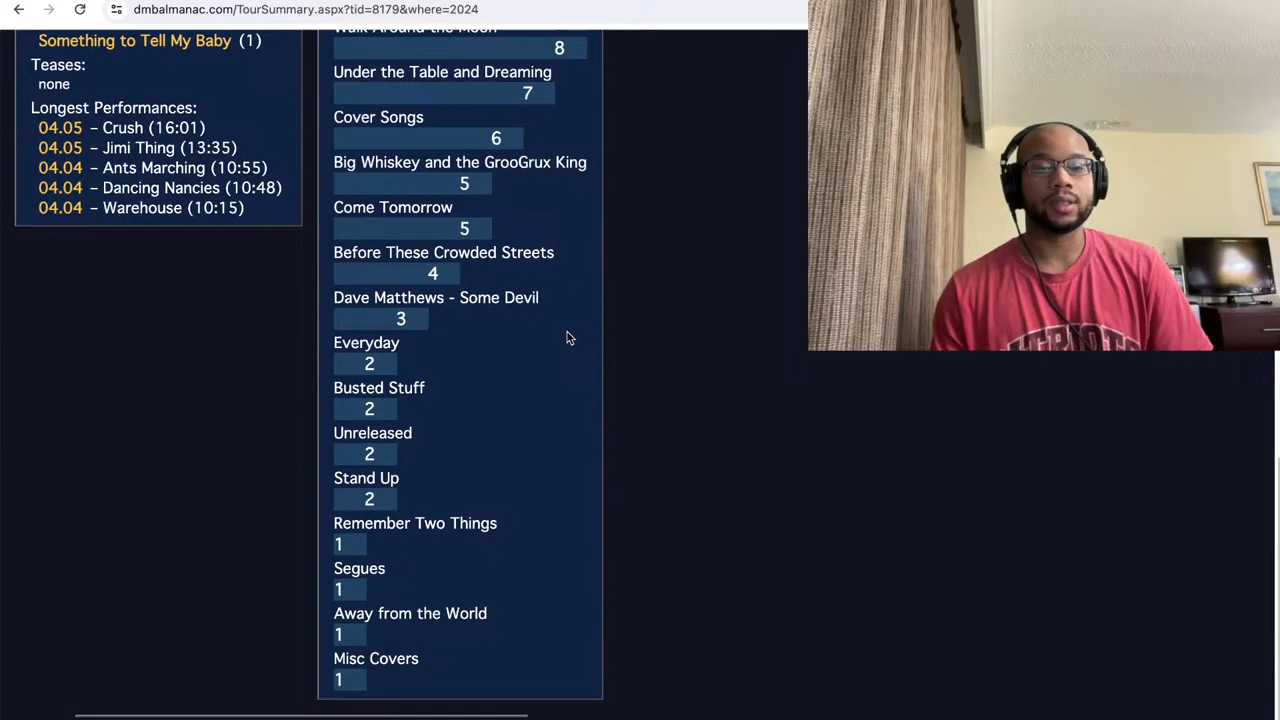 dmbalmanac.com/TourSummary.aspx?tid=8179&where=2024
Something to Tell My Baby (1)
Teases:
none
Longest Performances:
04.05 – Crush (16:01)
04.05 – Jimi Thing (13:35)
04.04 – Ants Marching (10:55)
04.04 – Dancing Nancies (10:48)
04.04 – Warehouse (10:15)
Walk Around the Moon
8
Under the Table and Dreaming
7
Cover Songs
6
Big Whiskey and the GrooGrux King
5
Come Tomorrow
5
Before These Crowded Streets
4
Dave Matthews - Some Devil
3
Everyday
2
Busted Stuff
2
Unreleased
2
Stand Up
2
Remember Two Things
1
Segues
1
Away from the World
1
Misc Covers
1